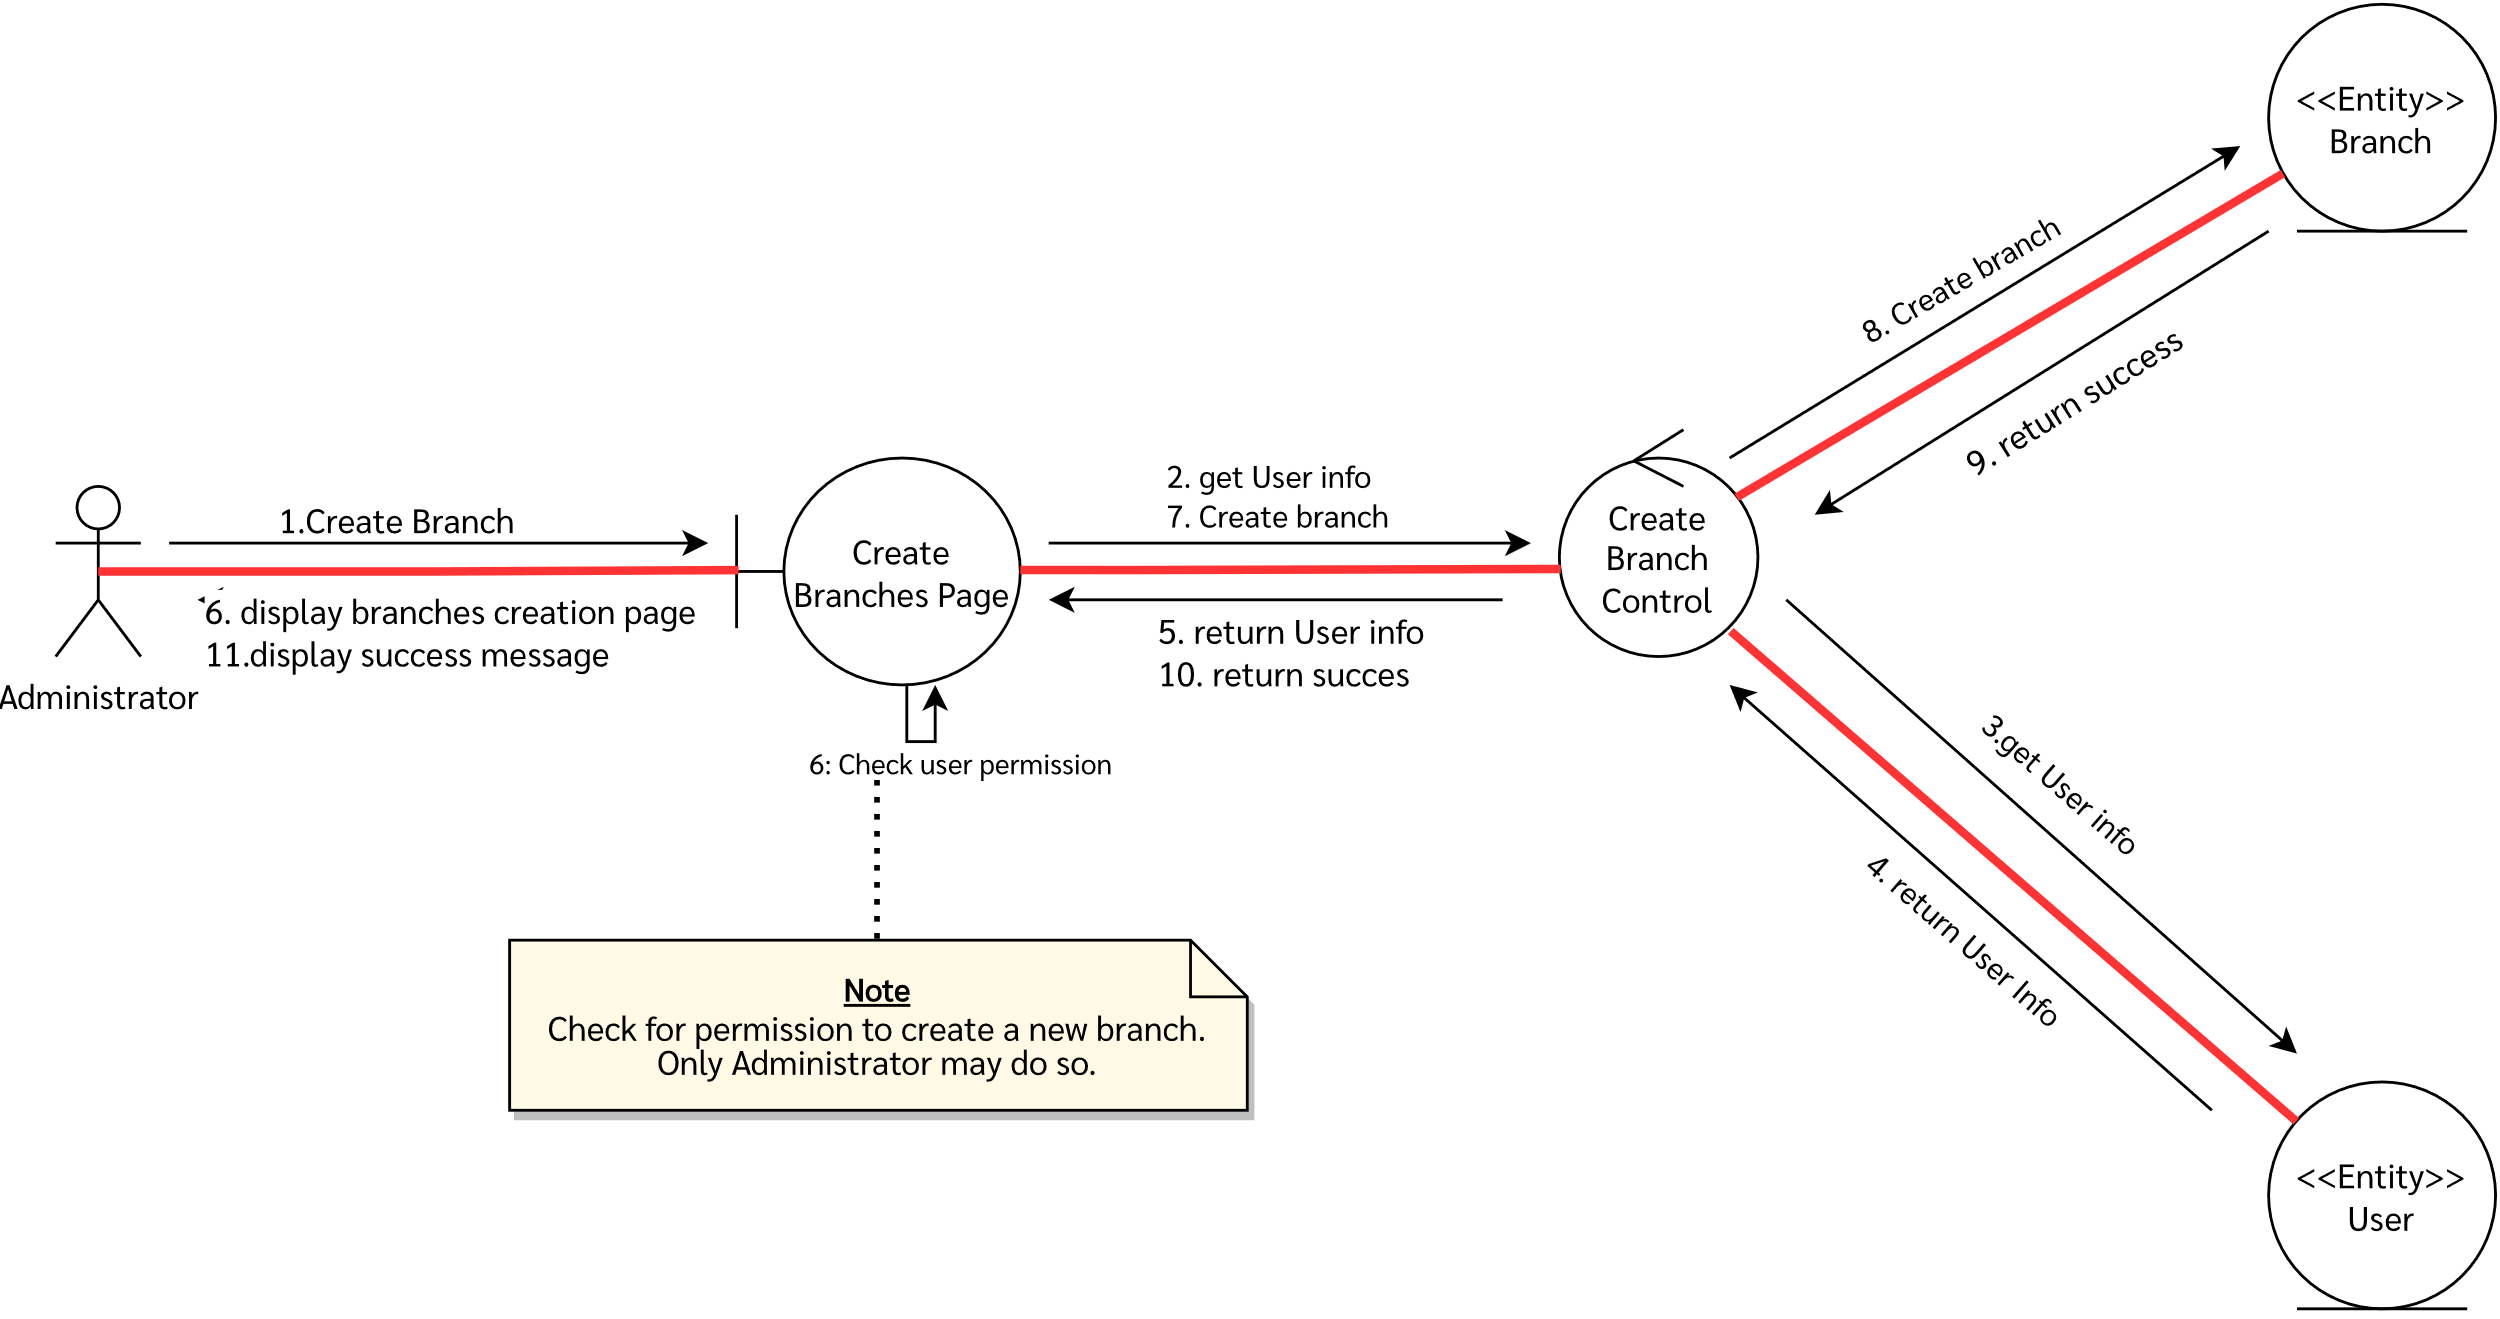 <<Entity>>
Branch
8. Create branch
9. return success
2. get User info
7. Create branch
1.Create Branch
Create
Branches Page
Create
Branch
Control
6. display branches creation page
11.display success message
5. return User info
10. return succes
Administrator
6: Check user permission
3.get User info
4. return User Info
Note
Check for permission to create a new branch.
Only Administrator may do so.
<<Entity>>
User